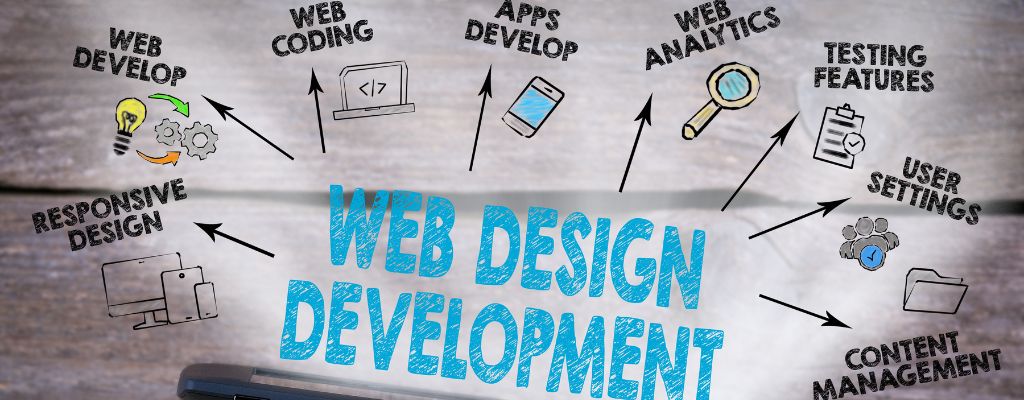 WEB
DEVELOP
WEB
CODING
</>
APPS
DEVELOP
WEB
ANALYTICS
TESTING
FEATURES
USER
SETTINGS
RESPONSIVE
DESIGN
WEB DESIGN
DEVELOPMENT
CONTENT
MANAGEMENT